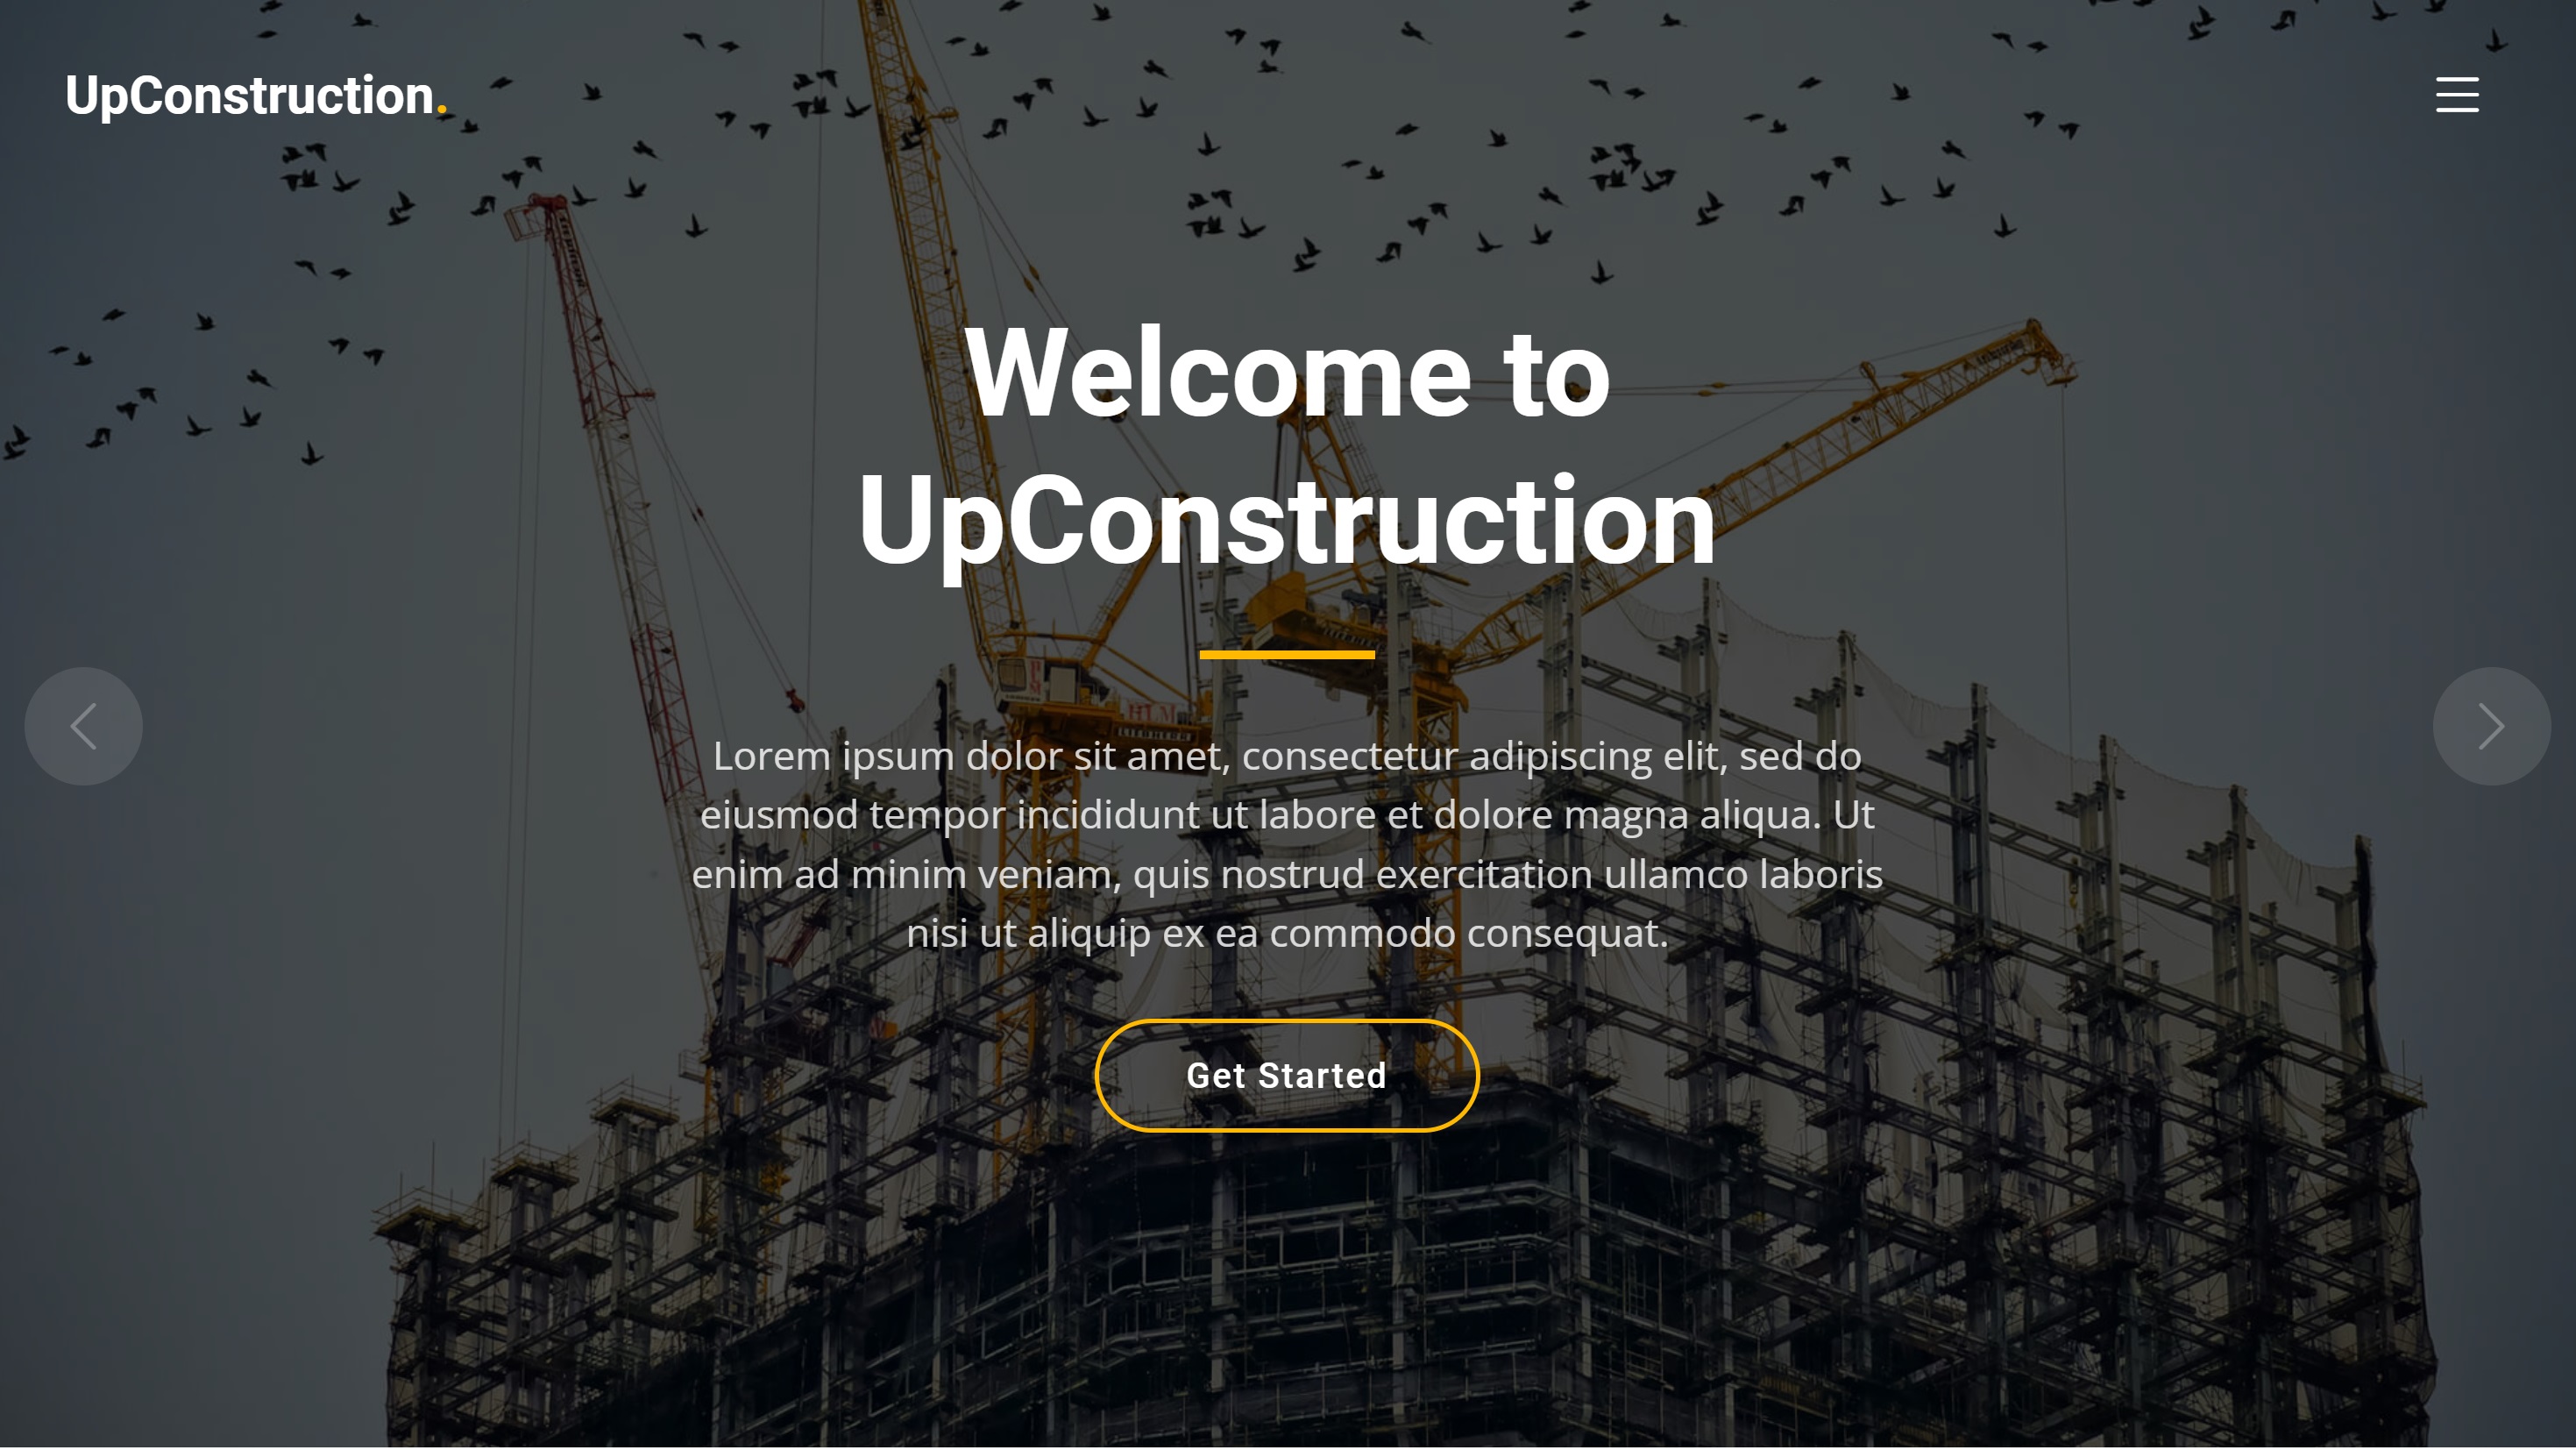 UpConstruction.
Welcome to
UpConstruction
HLM
LIEBHERR
Lorem ipsum dolor sit amet, consectetur adipiscing elit, sed do
eiusmod tempor incididunt ut labore et dolore magna aliqua. Ut
enim ad minim veniam, quis nostrud exercitation ullamco laboris
nisi ut aliquip ex ea commodo consequat.
Get Started